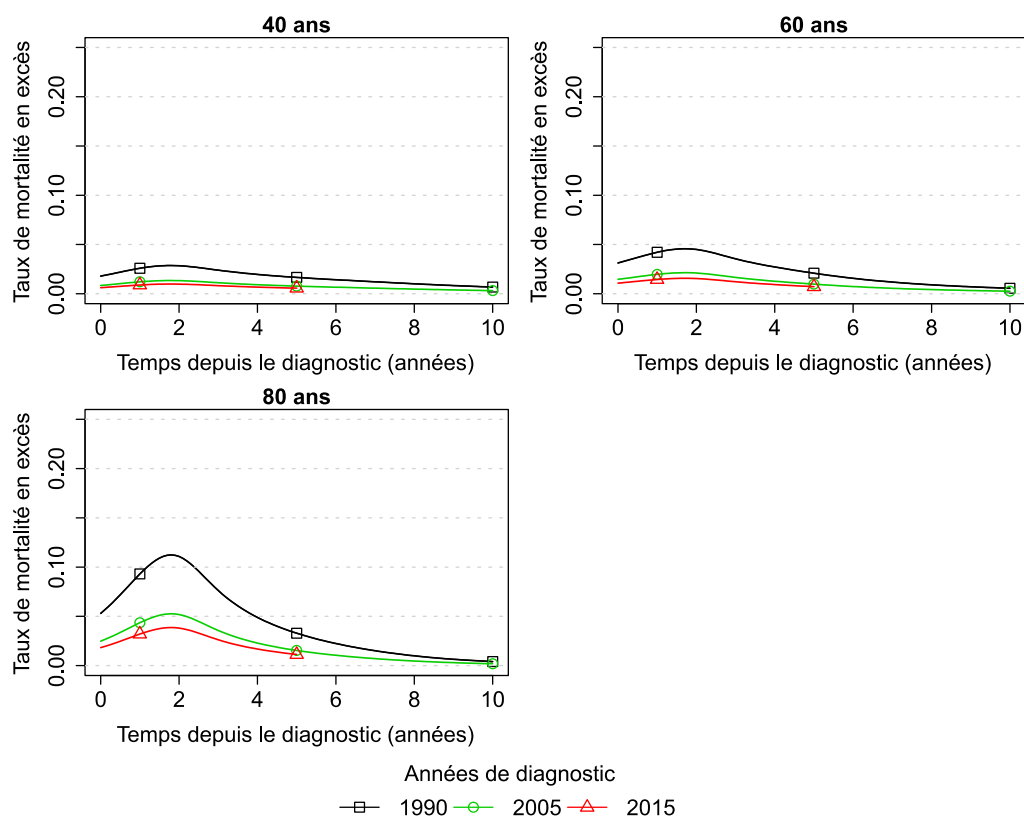 40 ans
Taux de mortalité en excès
0.00 0.10 0.20
0 2 4 6 8 10
Temps depuis le diagnostic (années)
60 ans
Taux de mortalité en excès
0.00 0.10 0.20
0 2 4 6 8 10
Temps depuis le diagnostic (années)
80 ans
Taux de mortalité en excès
0.00 0.10 0.20
0 2 4 6 8 10
Temps depuis le diagnostic (années)
Années de diagnostic
1990 2005 2015